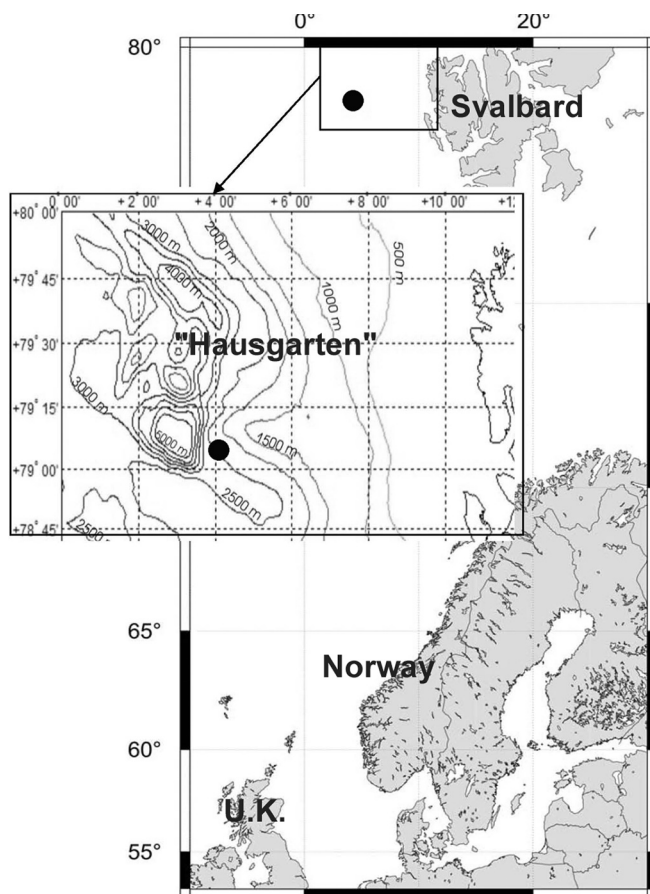 0° 20°
80°
Svalbard
0° 00' + 2° 00' + 4° 00' + 6° 00' + 8° 00' + 10° 00'
+80° 00'
3000 m 2000 m 500 m
+79° 45'
4000 m 1000 m
+79° 30' "Hausgarten"
3000 m
+79° 15'
5000 m 1500 m
+79° 00'
2500 m
2500
+78° 45'
65°
Norway
60°
U.K.
55°